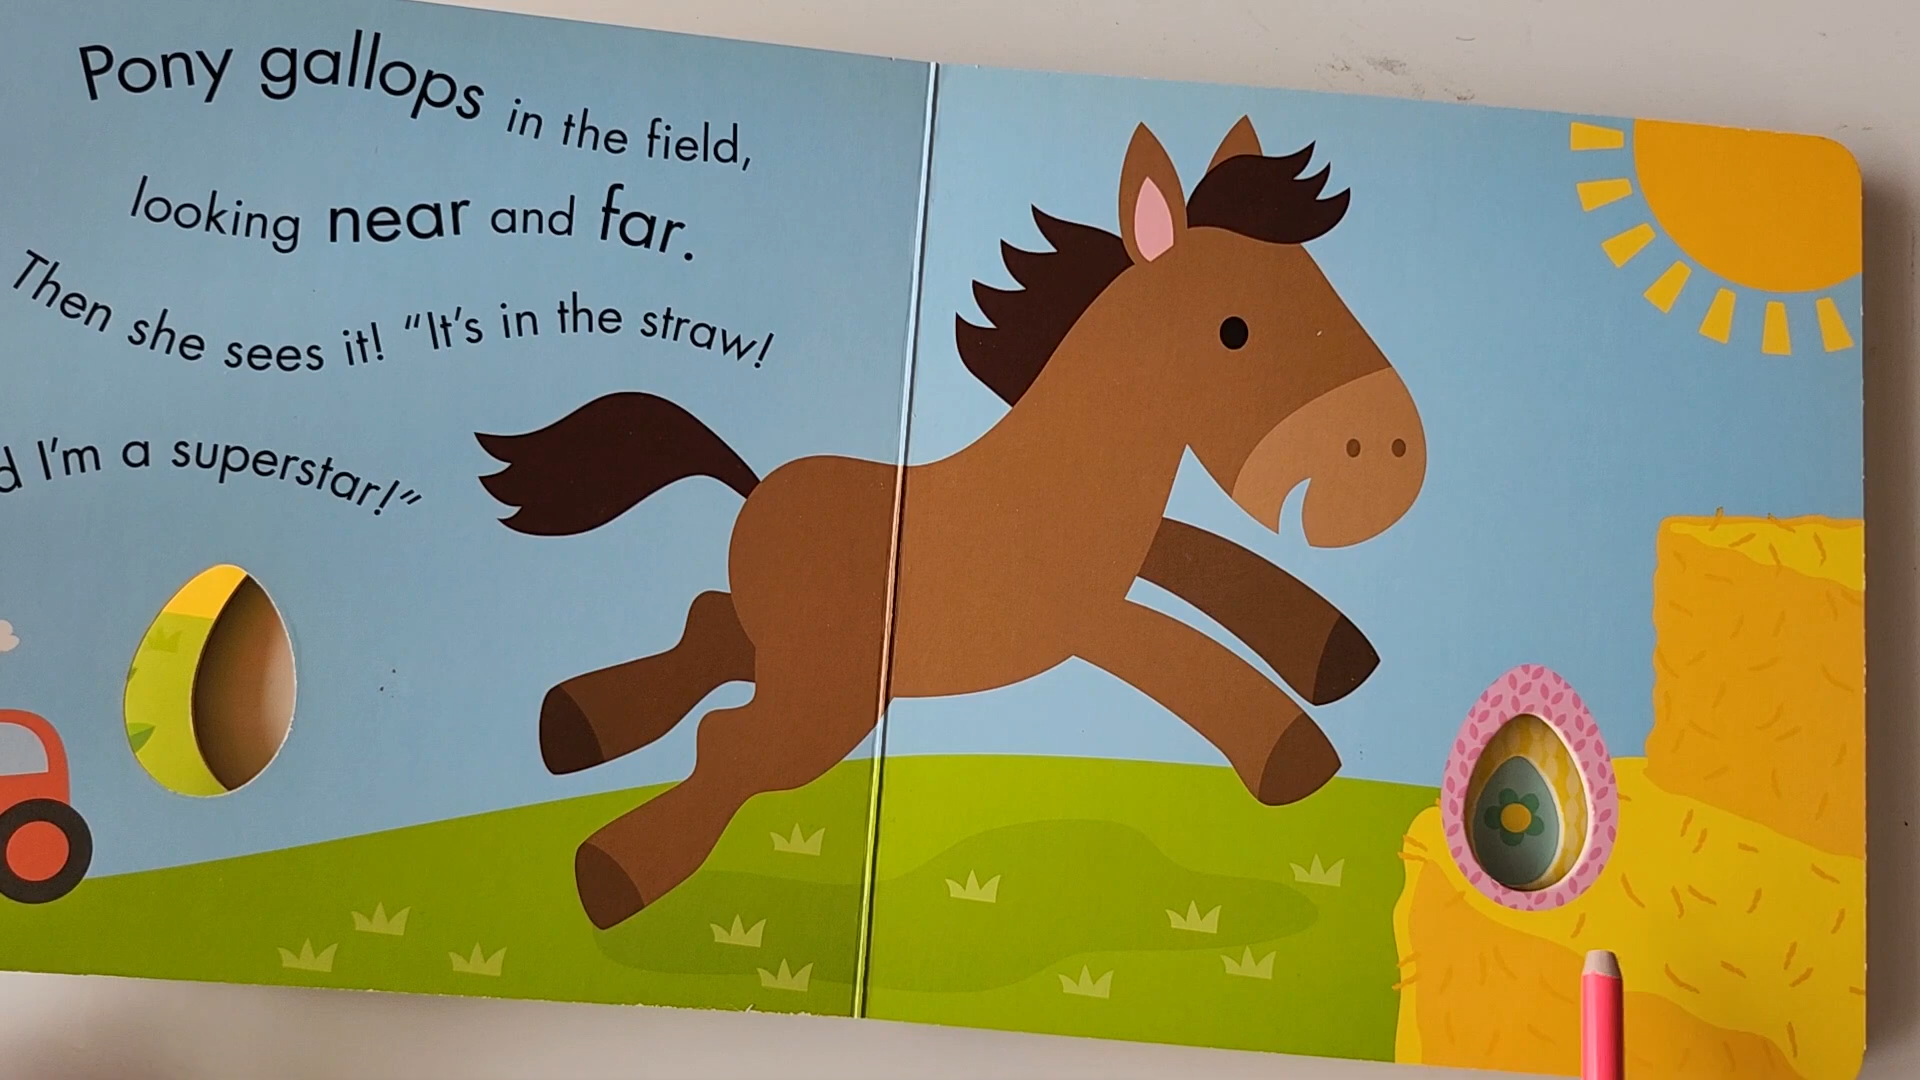 Pony gallops in the field,
looking near and far.
Then she sees it! "It's in the straw!
I'm a superstar!"